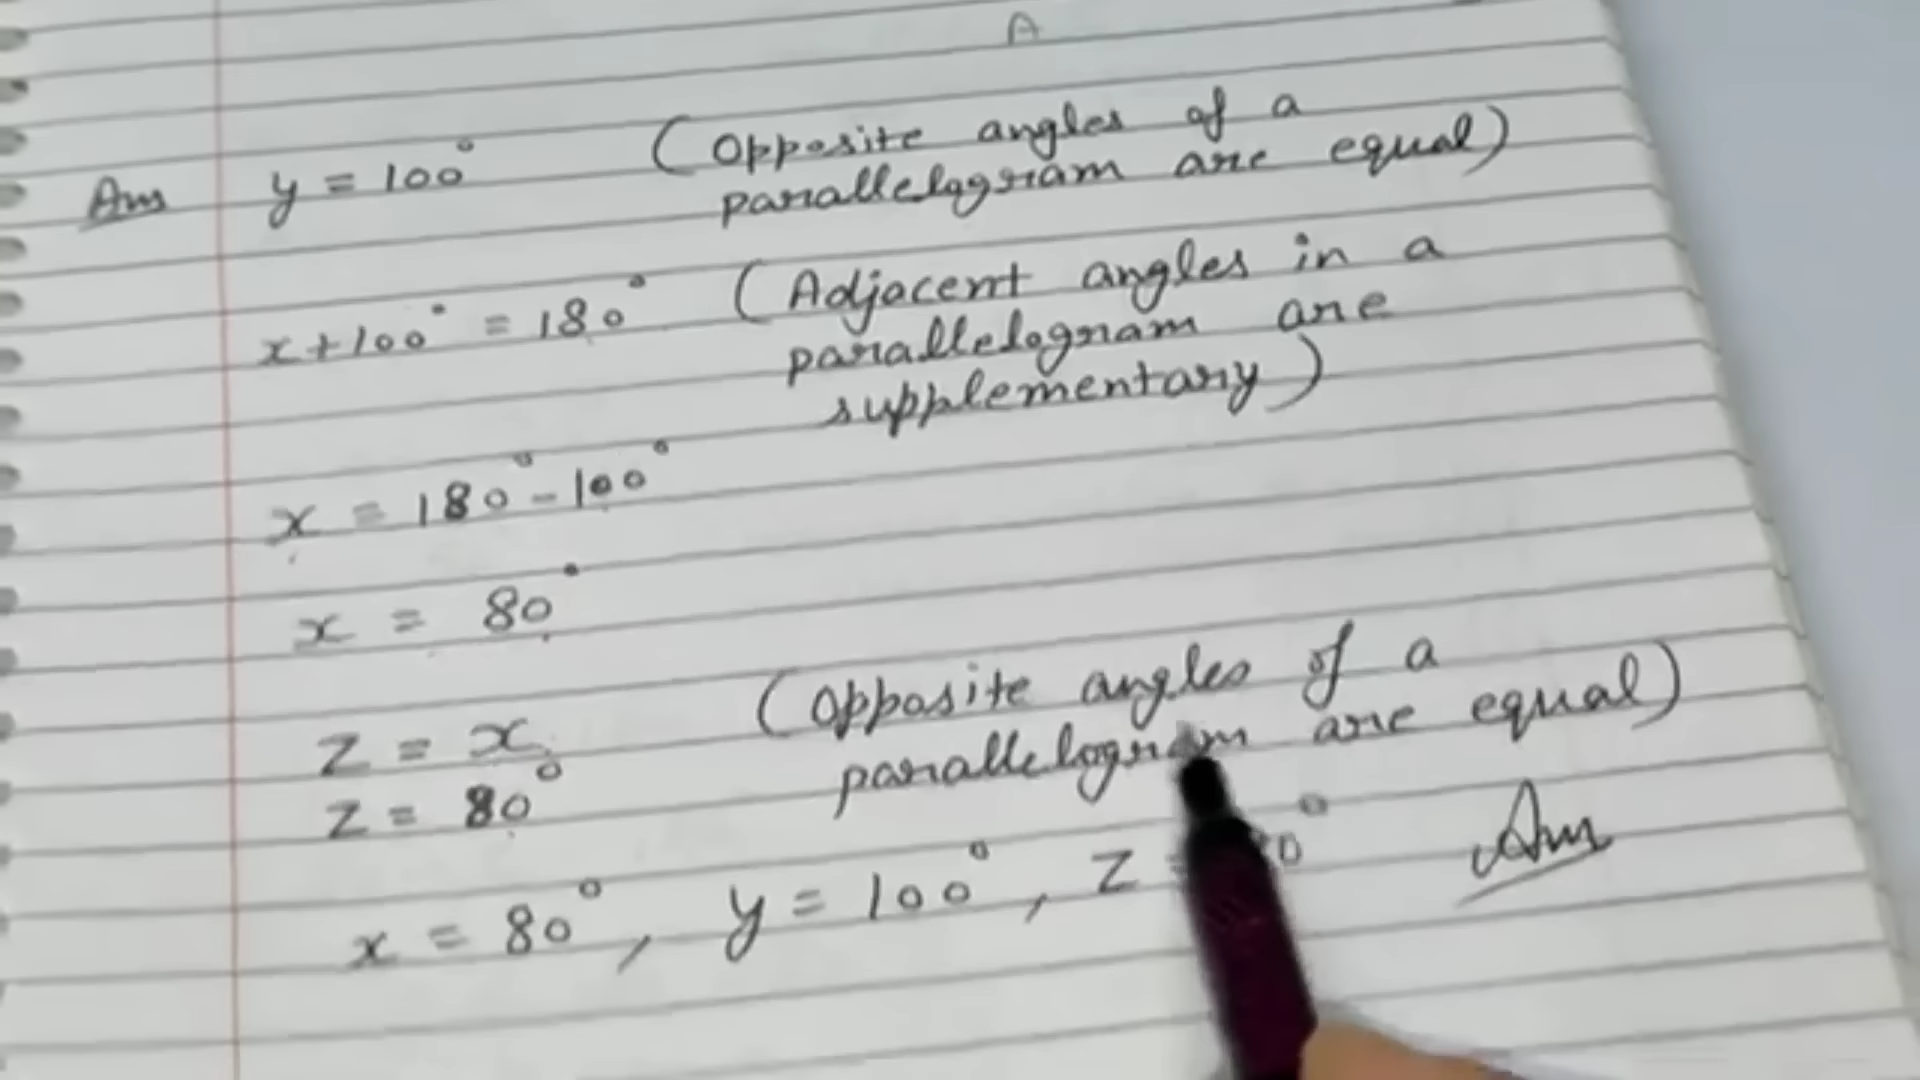 A
Ans y = 100° (Opposite angles of a
parallelogram are equal)
x + 100° = 180° (Adjacent angles in a
parallelogram are
supplementary)
x = 180° - 100°
x = 80°
z = x (Opposite angles of a
parallelogram are equal)
z = 80°
x = 80°, y = 100°, z 0° Ans